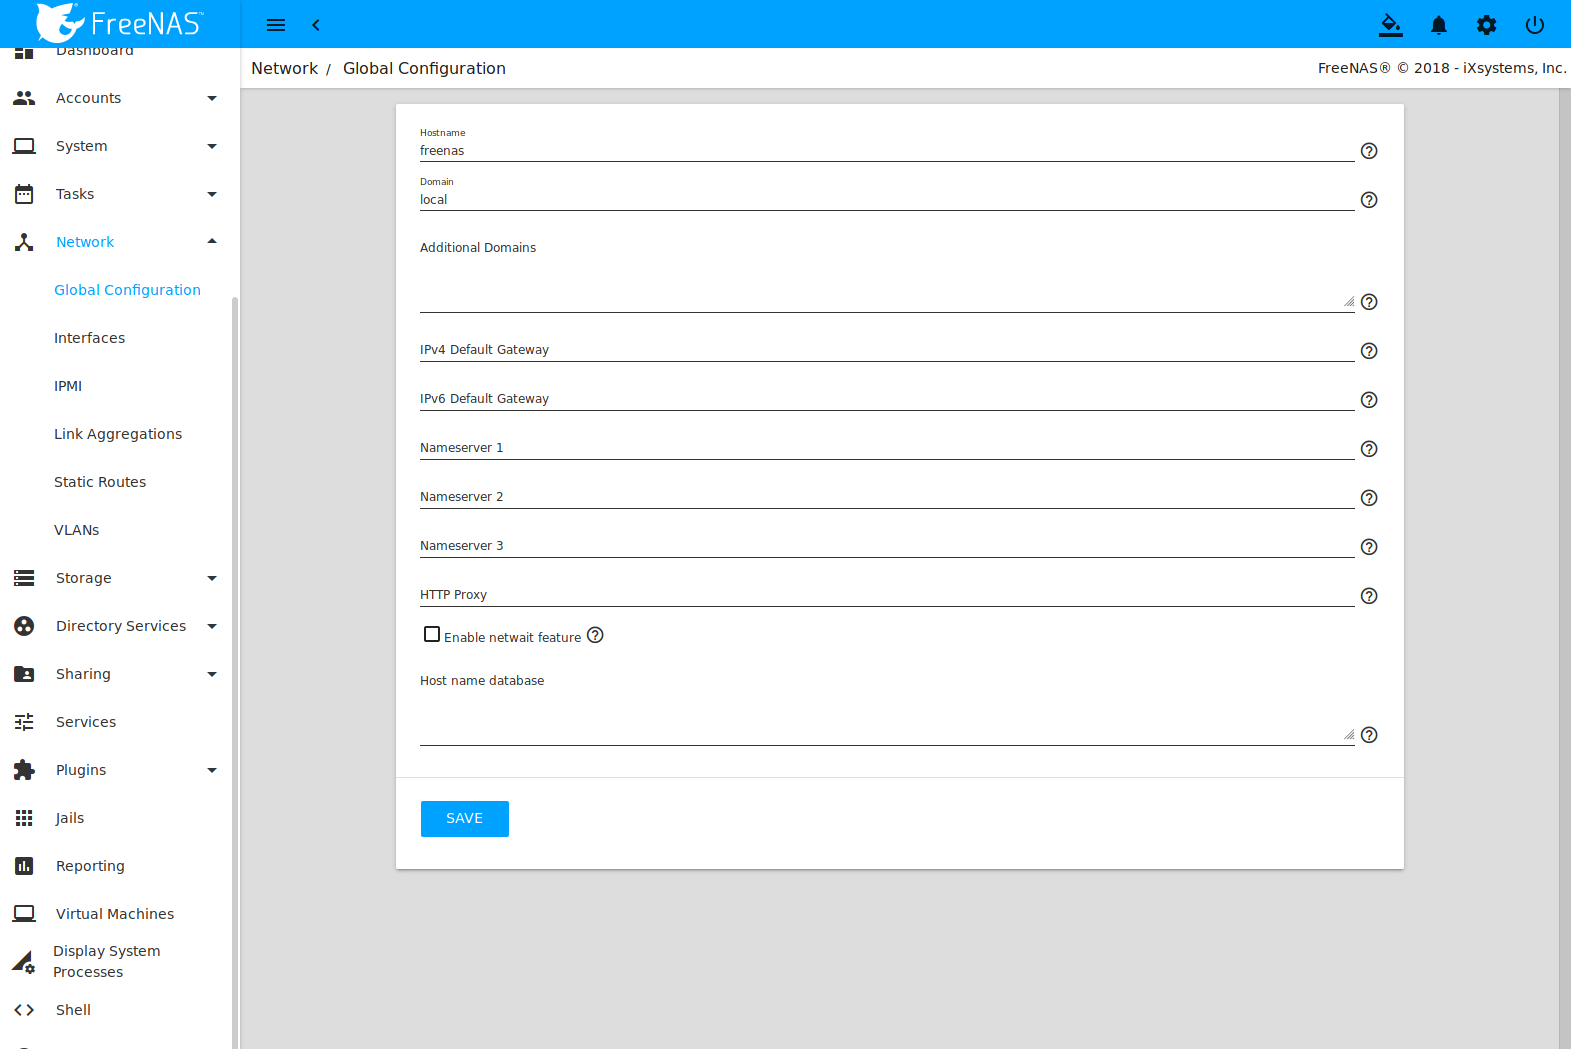 FreeNAS™
Network / Global Configuration
FreeNAS® © 2018 - iXsystems, Inc.
Dashboard
Accounts
System
Tasks
Network
Global Configuration
Interfaces
IPMI
Link Aggregations
Static Routes
VLANs
Storage
Directory Services
Sharing
Services
Plugins
Jails
Reporting
Virtual Machines
Display System
Processes
Shell
Hostname
freenas
Domain
local
Additional Domains
IPv4 Default Gateway
IPv6 Default Gateway
Nameserver 1
Nameserver 2
Nameserver 3
HTTP Proxy
Enable netwait feature
Host name database
SAVE